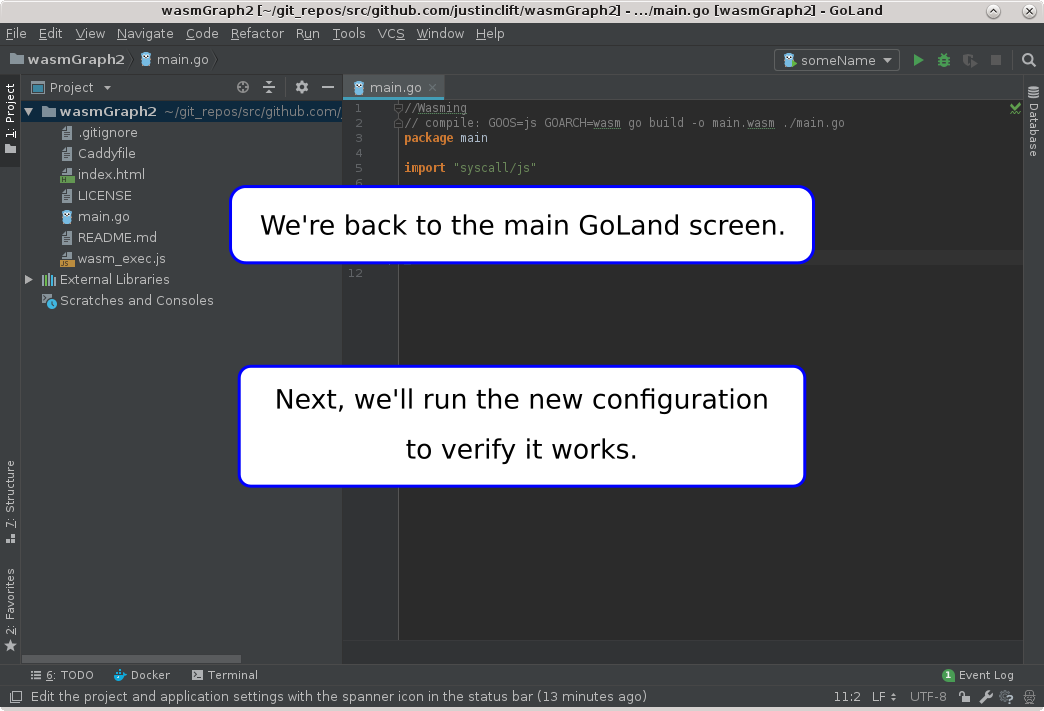 wasmGraph2 [~/git_repos/src/github.com/justinclift/wasmGraph2] - .../main.go [wasmGraph2] - GoLand
File Edit View Navigate Code Refactor Run Tools VCS Window Help
wasmGraph2 main.go someName
1: Project
Project
main.go
wasmGraph2 ~/git_repos/src/github.com/
.gitignore
Caddyfile
index.html
LICENSE
main.go
README.md
wasm_exec.js
External Libraries
Scratches and Consoles
1 //Wasming
2 // compile: GOOS=js GOARCH=wasm go build -o main.wasm ./main.go
3 package main
4
5 import "syscall/js"
6
12
Database
We're back to the main GoLand screen.
Next, we'll run the new configuration
to verify it works.
7: Structure
2: Favorites
6: TODO Docker Terminal 1 Event Log
Edit the project and application settings with the spanner icon in the status bar (13 minutes ago) 11:2 LF UTF-8